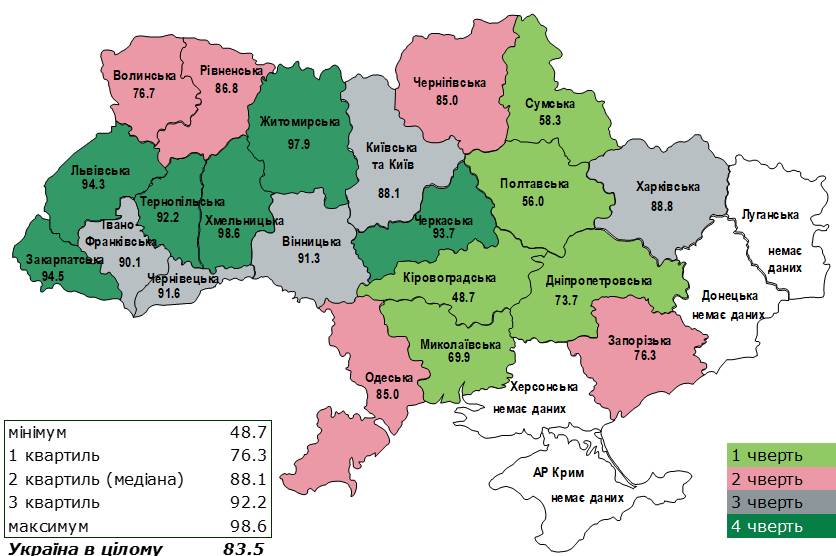 Волинська
76.7
Рівненська
86.8
Житомирська
97.9
Київська
та Київ
88.1
Чернігівська
85.0
Сумська
58.3
Львівська
94.3
Тернопільська
92.2
Хмельницька
98.6
Івано
Франківська
90.1
Закарпатська
94.5
Чернівецька
91.6
Вінницька
91.3
Черкаська
93.7
Полтавська
56.0
Харківська
88.8
Луганська
немає
даних
Кіровоградська
48.7
Дніпропетровська
73.7
Донецька
немає даних
Миколаївська
69.9
Запорізька
76.3
Одеська
85.0
Херсонська
немає даних
АР Крим
немає даних
мінімум 48.7
1 квартиль 76.3
2 квартиль (медіана) 88.1
3 квартиль 92.2
максимум 98.6
Україна в цілому 83.5
1 чверть
2 чверть
3 чверть
4 чверть